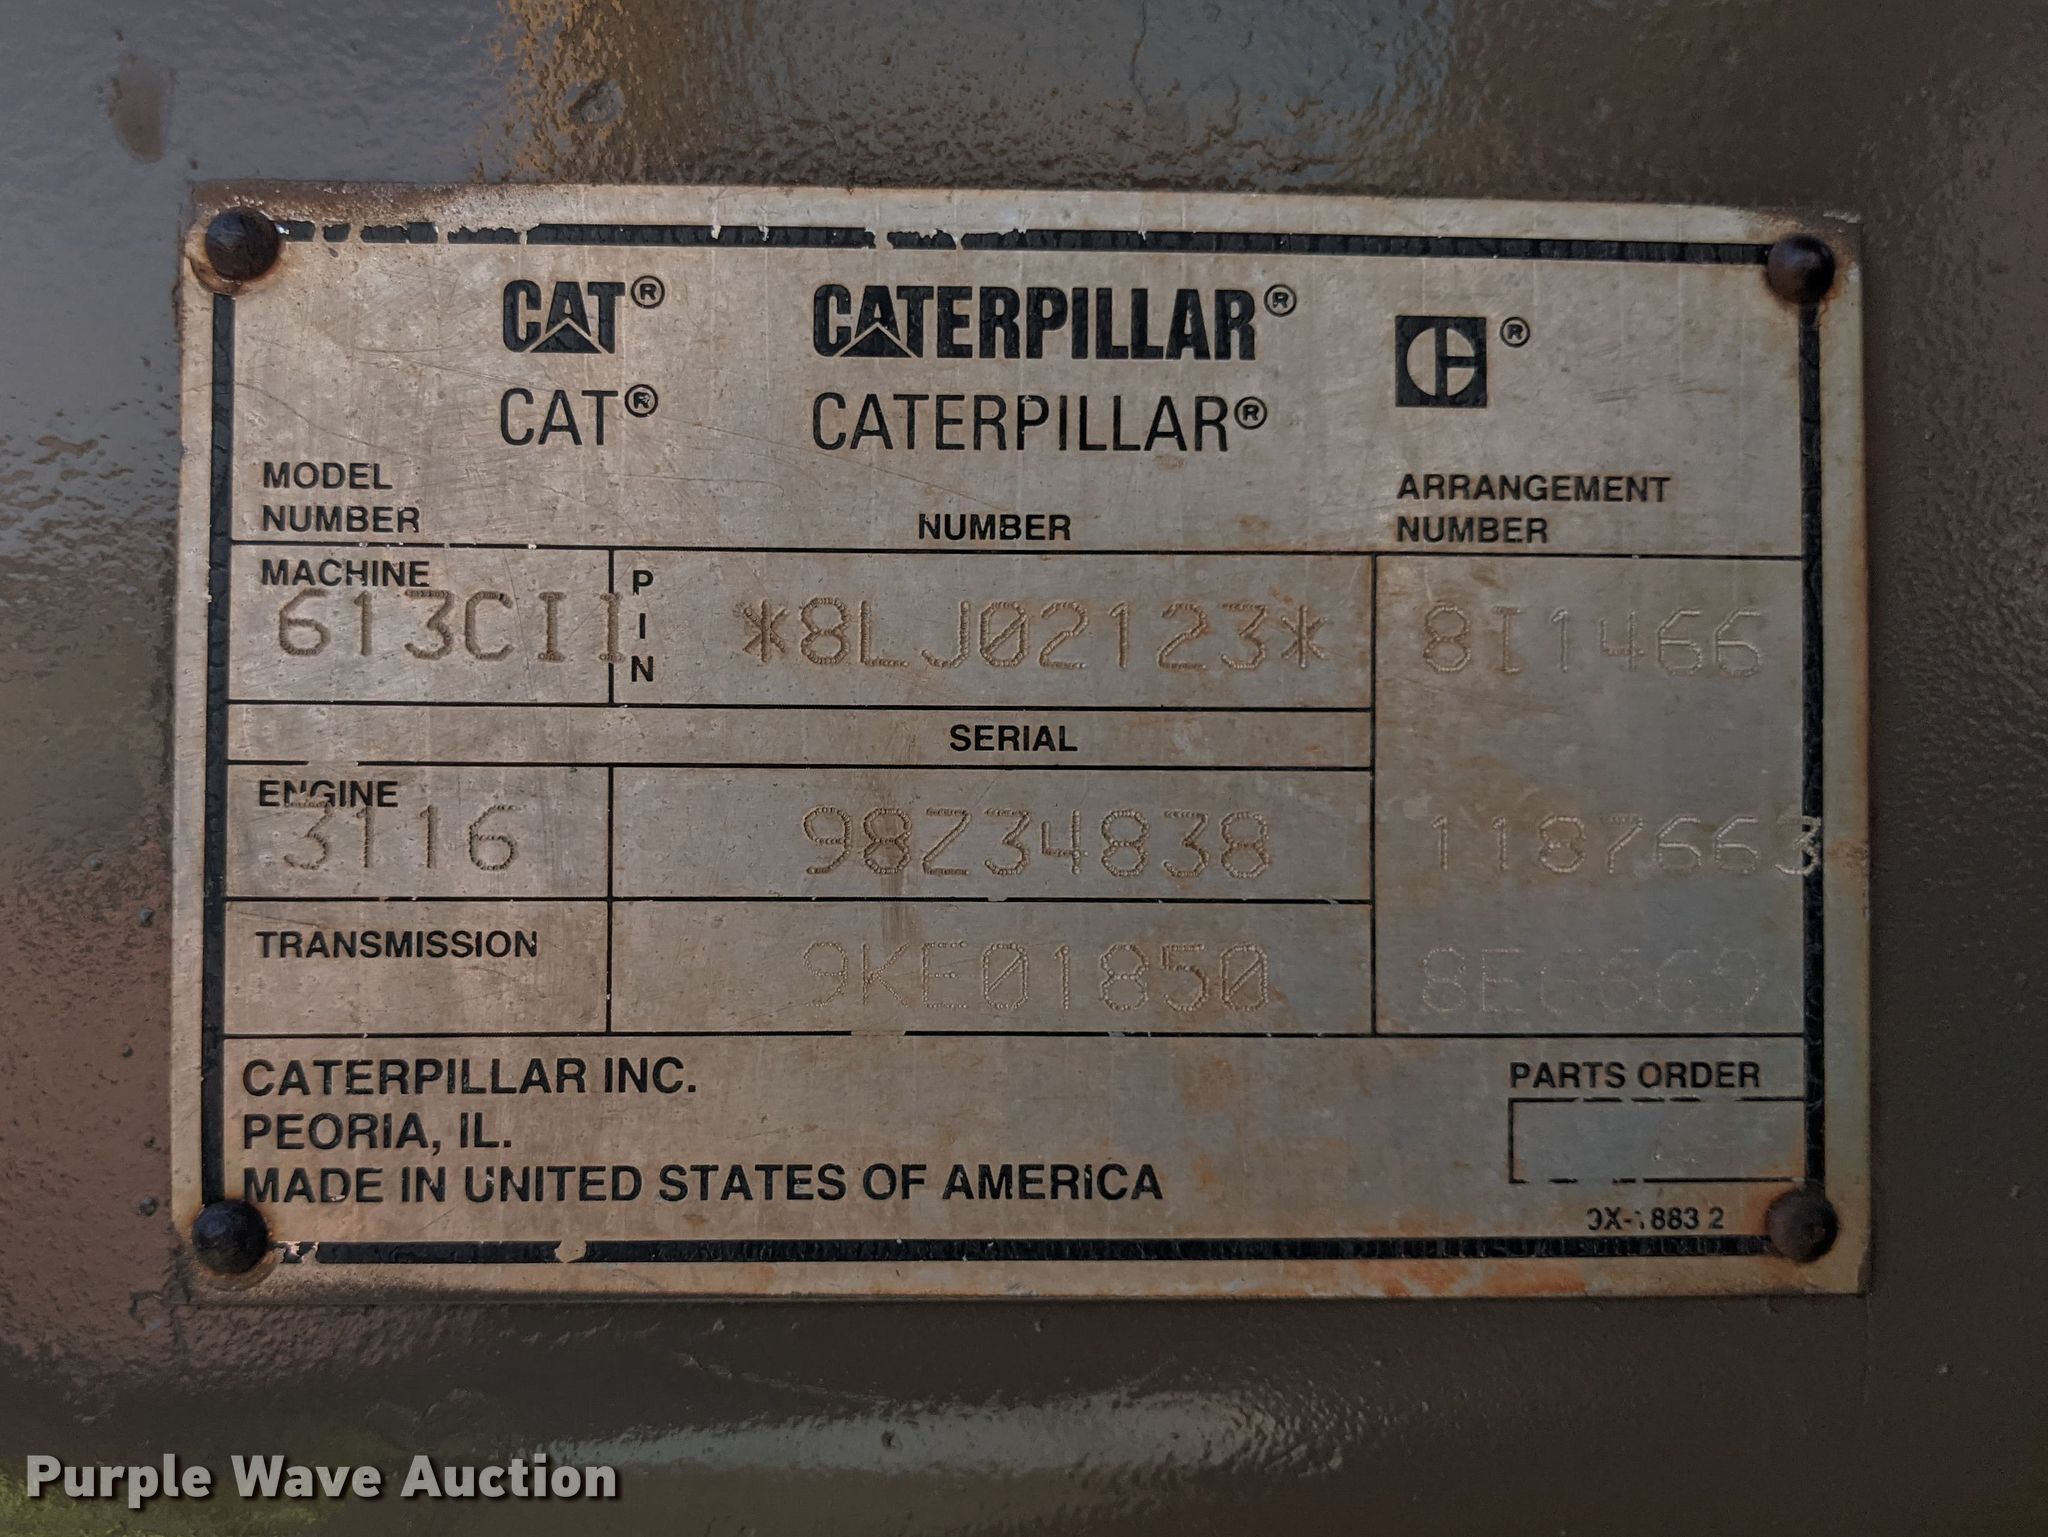 CAT® CATERPILLAR® ®
CAT® CATERPILLAR®
MODEL NUMBER NUMBER ARRANGEMENT NUMBER
MACHINE
613CII PIN *8LJ02123* 8I1466
SERIAL
ENGINE
3116 98Z34838 1187663
TRANSMISSION 9KE01850
CATERPILLAR INC.
PEORIA, IL.
MADE IN UNITED STATES OF AMERICA
PARTS ORDER
Purple Wave Auction